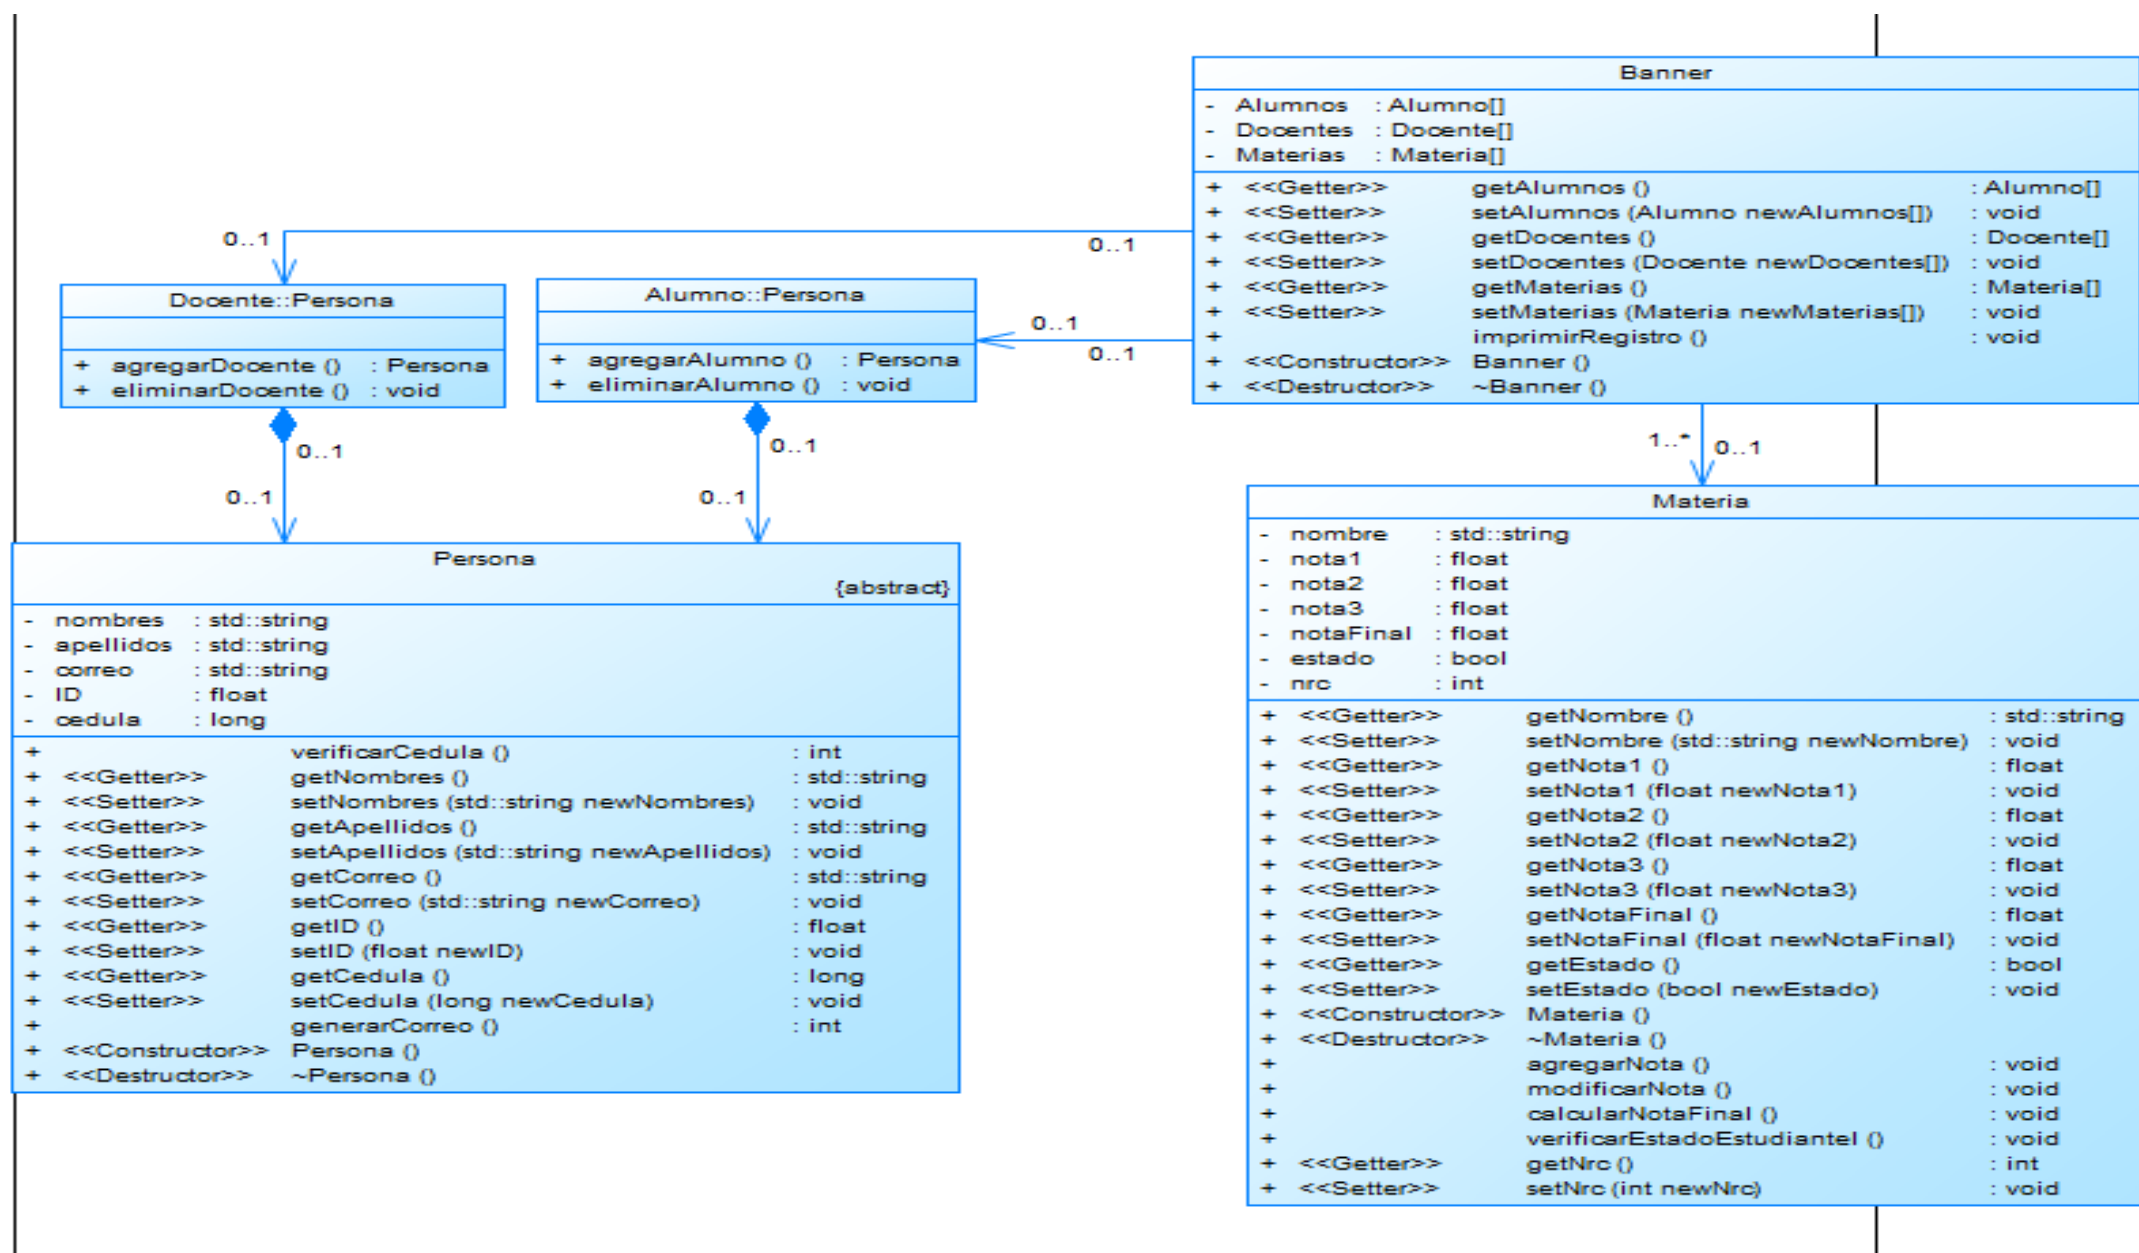 Banner
- Alumnos : Alumno[]
- Docentes : Docente[]
- Materias : Materia[]
+ <<Getter>> getAlumnos () : Alumno[]
+ <<Setter>> setAlumnos (Alumno newAlumnos[]) : void
+ <<Getter>> getDocentes () : Docente[]
+ <<Setter>> setDocentes (Docente newDocentes[]) : void
+ <<Getter>> getMaterias () : Materia[]
+ <<Setter>> setMaterias (Materia newMaterias[]) : void
+ imprimirRegistro () : void
+ <<Constructor>> Banner ()
+ <<Destructor>> ~Banner ()
0..1
0..1
0..1
0..1
Docente::Persona
+ agregarDocente () : Persona
+ eliminarDocente () : void
Alumno::Persona
+ agregarAlumno () : Persona
+ eliminarAlumno () : void
0..1
0..1
0..1
0..1
1..*
0..1
Persona
{abstract}
- nombres : std::string
- apellidos : std::string
- correo : std::string
- ID : float
- cedula : long
+ verificarCedula () : int
+ <<Getter>> getNombres () : std::string
+ <<Setter>> setNombres (std::string newNombres) : void
+ <<Getter>> getApellidos () : std::string
+ <<Setter>> setApellidos (std::string newApellidos) : void
+ <<Getter>> getCorreo () : std::string
+ <<Setter>> setCorreo (std::string newCorreo) : void
+ <<Getter>> getID () : float
+ <<Setter>> setID (float newID) : void
+ <<Getter>> getCedula () : long
+ <<Setter>> setCedula (long newCedula) : void
+ generarCorreo () : int
+ <<Constructor>> Persona ()
+ <<Destructor>> ~Persona ()
Materia
- nombre : std::string
- nota1 : float
- nota2 : float
- nota3 : float
- notaFinal : float
- estado : bool
- nrc : int
+ <<Getter>> getNombre () : std::string
+ <<Setter>> setNombre (std::string newNombre) : void
+ <<Getter>> getNota1 () : float
+ <<Setter>> setNota1 (float newNota1) : void
+ <<Getter>> getNota2 () : float
+ <<Setter>> setNota2 (float newNota2) : void
+ <<Getter>> getNota3 () : float
+ <<Setter>> setNota3 (float newNota3) : void
+ <<Getter>> getNotaFinal () : float
+ <<Setter>> setNotaFinal (float newNotaFinal) : void
+ <<Getter>> getEstado () : bool
+ <<Setter>> setEstado (bool newEstado) : void
+ <<Constructor>> Materia ()
+ <<Destructor>> ~Materia ()
+ agregarNota () : void
+ modificarNota () : void
+ calcularNotaFinal () : void
+ verificarEstadoEstudiantel () : void
+ <<Getter>> getNrc () : int
+ <<Setter>> setNrc (int newNrc) : void